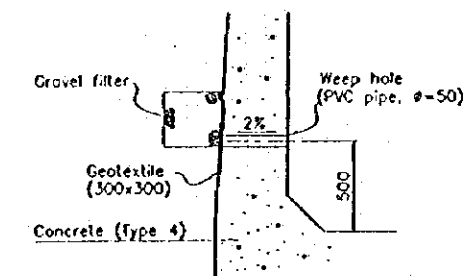 Gravel filter
Weep hole
(PVC pipe, ø=50)
2%
Geotextile
(300x300)
500
Concrete (Type 4)